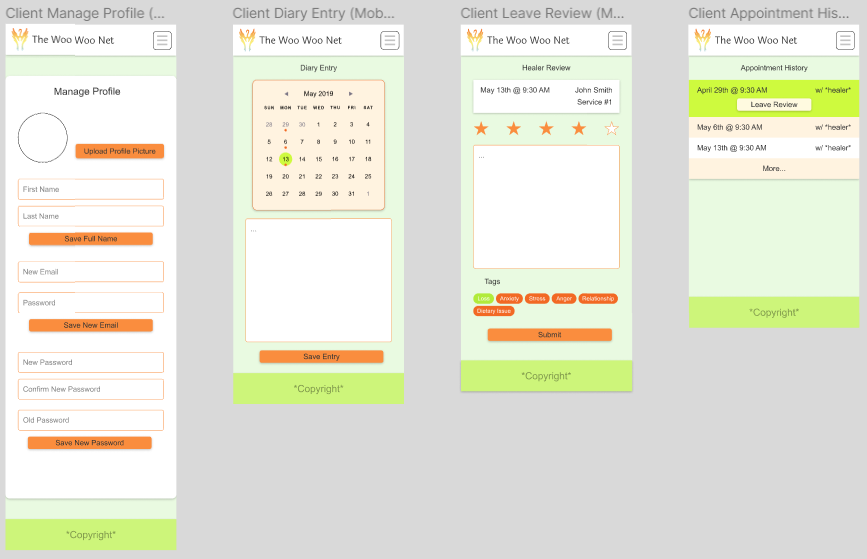 Client Manage Profile (...
The Woo Woo Net
Manage Profile
Upload Profile Picture
First Name
Last Name
Save Full Name
New Email
Password
Save New Email
New Password
Confirm New Password
Old Password
Save New Password
*Copyright*
Client Diary Entry (Mob...
The Woo Woo Net
Diary Entry
May 2019
SUN MON TUE WED THU FRI SAT
28 29 30 1 2 3 4
5 6 7 8 9 10 11
12 13 14 15 16 17 18
19 20 21 22 23 24 25
26 27 28 29 30 31 1
...
Save Entry
*Copyright*
Client Leave Review (M...
The Woo Woo Net
Healer Review
May 13th @ 9:30 AM John Smith
Service #1
...
Tags
Love Anxiety Stress Anger Relationship
Dietary Issue
Submit
*Copyright*
Client Appointment His...
The Woo Woo Net
Appointment History
April 29th @ 9:30 AM w/ *healer*
Leave Review
May 6th @ 9:30 AM w/ *healer*
May 13th @ 9:30 AM w/ *healer*
More...
*Copyright*